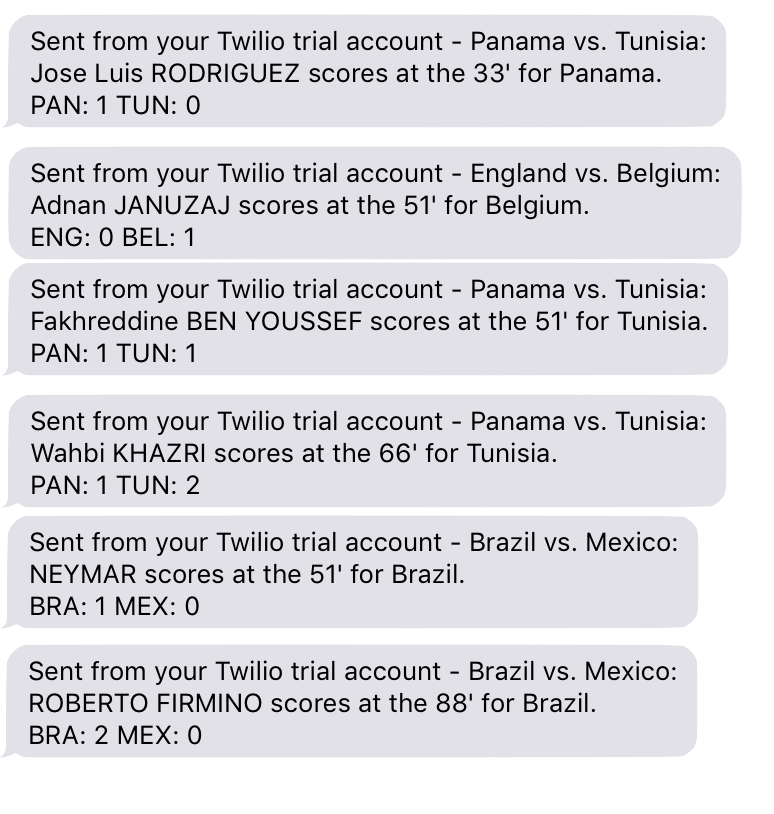 Sent from your Twilio trial account - Panama vs. Tunisia:
Jose Luis RODRIGUEZ scores at the 33' for Panama.
PAN: 1 TUN: 0
Sent from your Twilio trial account - England vs. Belgium:
Adnan JANUZAJ scores at the 51' for Belgium.
ENG: 0 BEL: 1
Sent from your Twilio trial account - Panama vs. Tunisia:
Fakhreddine BEN YOUSSEF scores at the 51' for Tunisia.
PAN: 1 TUN: 1
Sent from your Twilio trial account - Panama vs. Tunisia:
Wahbi KHAZRI scores at the 66' for Tunisia.
PAN: 1 TUN: 2
Sent from your Twilio trial account - Brazil vs. Mexico:
NEYMAR scores at the 51' for Brazil.
BRA: 1 MEX: 0
Sent from your Twilio trial account - Brazil vs. Mexico:
ROBERTO FIRMINO scores at the 88' for Brazil.
BRA: 2 MEX: 0